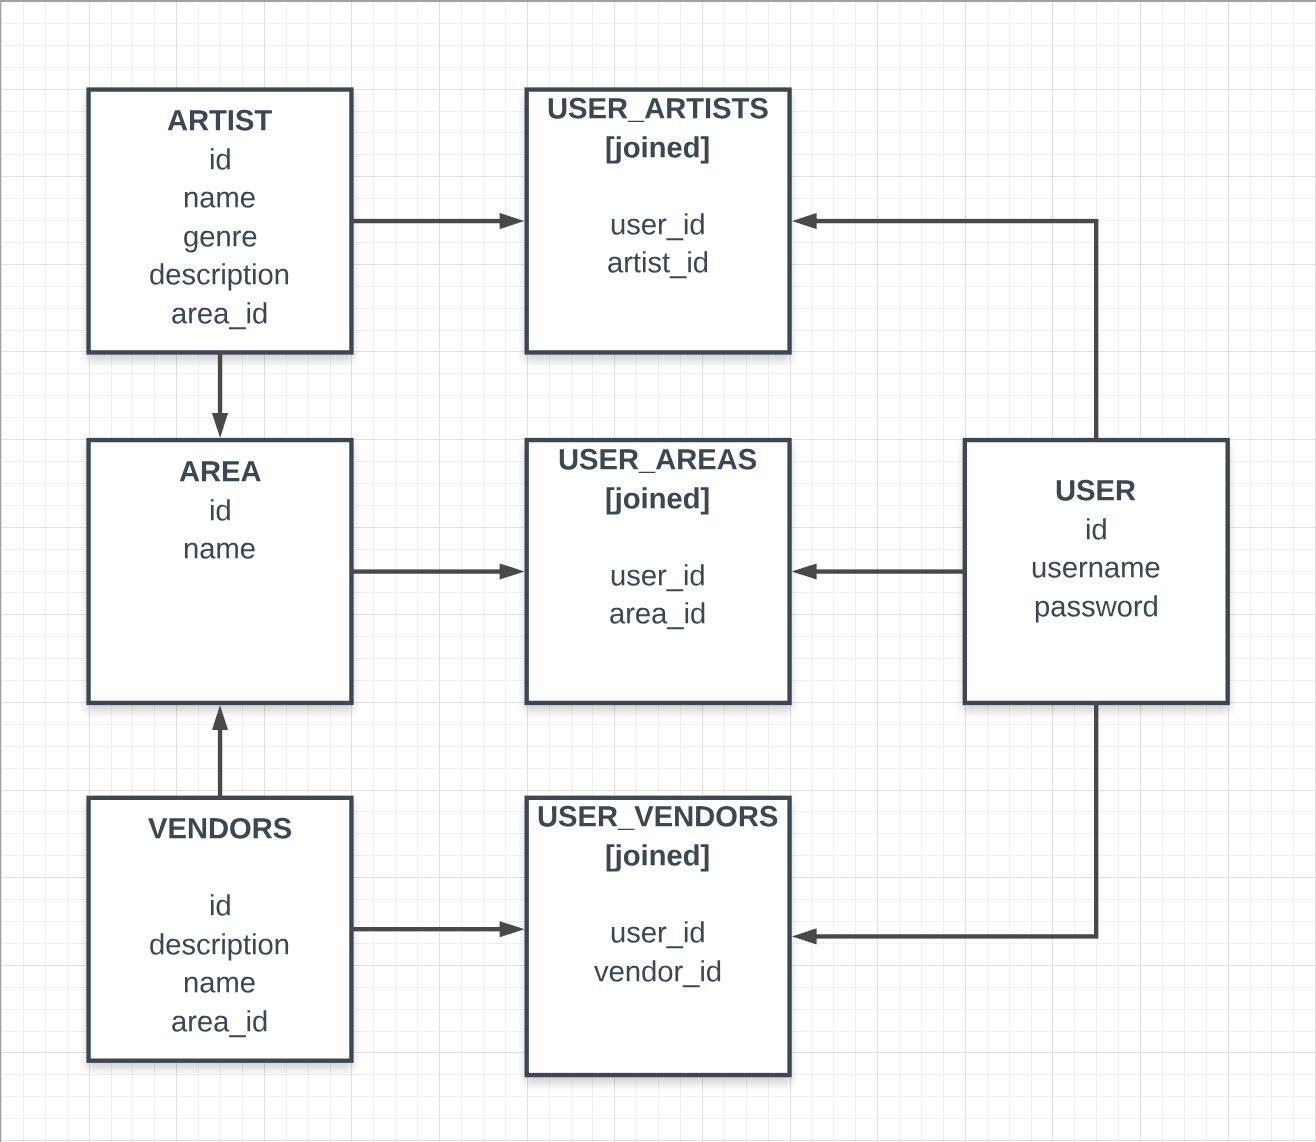 ARTIST
id
name
genre
description
area_id
USER_ARTISTS
[joined]
user_id
artist_id
AREA
id
name
USER_AREAS
[joined]
user_id
area_id
USER
id
username
password
VENDORS
id
description
name
area_id
USER_VENDORS
[joined]
user_id
vendor_id